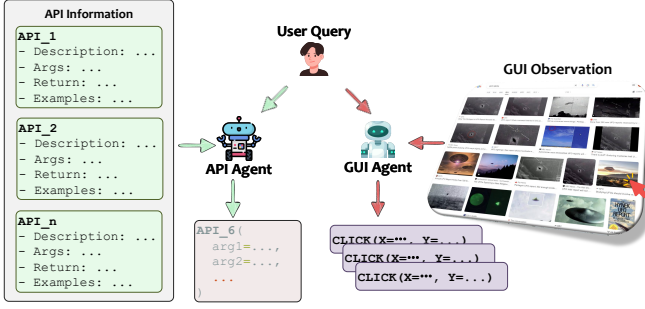 API Information
API_1
- Description: ...
- Args: ...
- Return: ...
- Examples: ...
API_2
- Description: ...
- Args: ...
- Return: ...
- Examples: ...
API_n
- Description: ...
- Args: ...
- Return: ...
- Examples: ...
User Query
API Agent
GUI Agent
GUI Observation
API_6(
arg1=...,
arg2=...,
...
)
CLICK(X=..., Y=...)
CLICK(X=..., Y=...)
CLICK(X=..., Y=...)